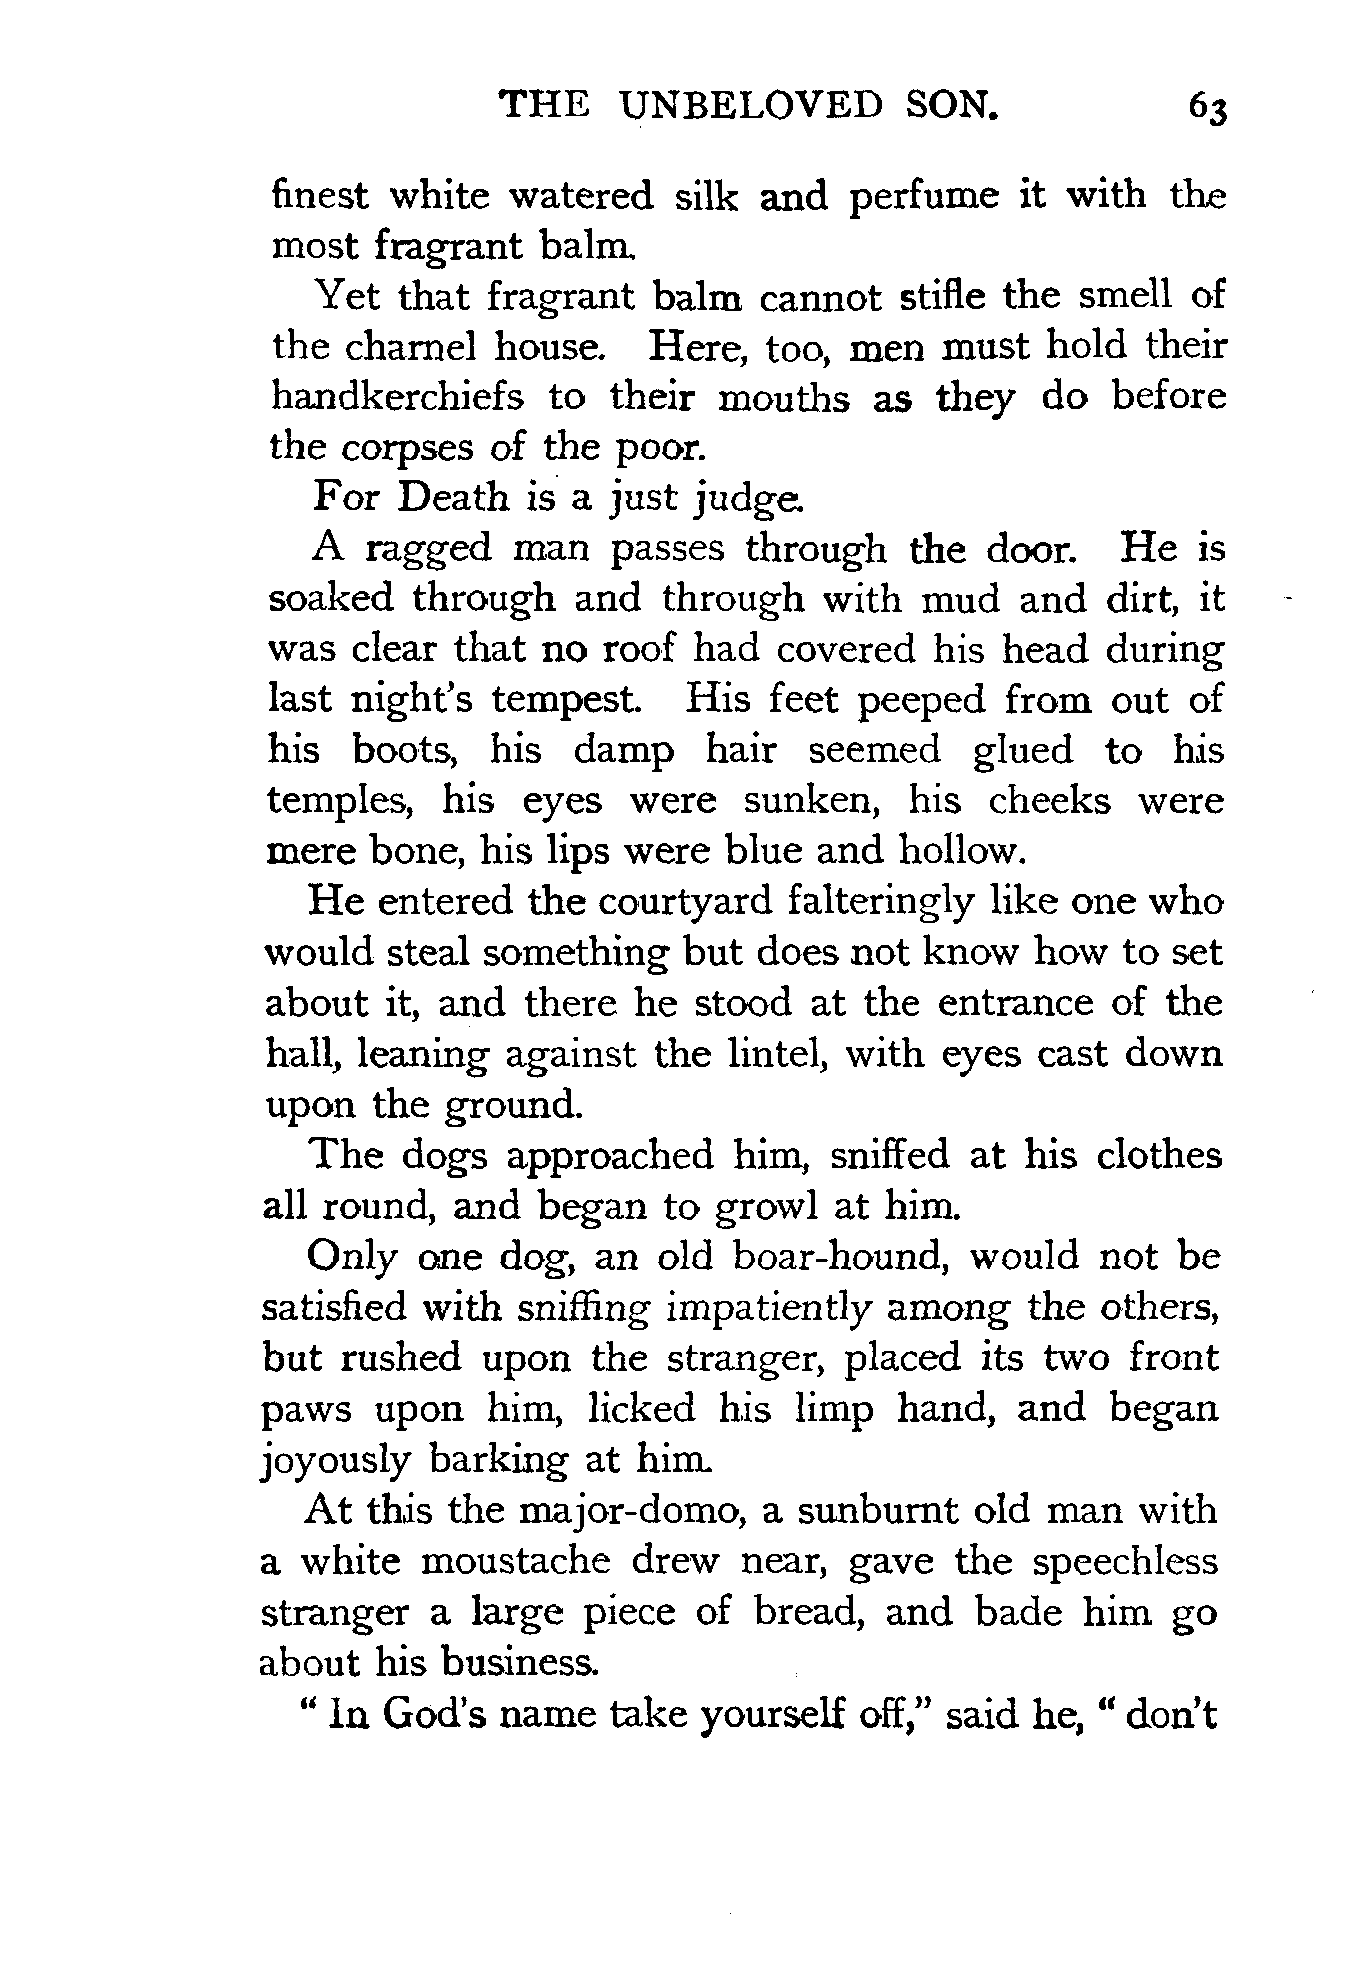 THE UNBELOVED SON. 63
finest white watered silk and perfume it with the
most fragrant balm.
Yet that fragrant balm cannot stifle the smell of
the charnel house. Here, too, men must hold their
handkerchiefs to their mouths as they do before
the corpses of the poor.
For Death is a just judge.
A ragged man passes through the door. He is
soaked through and through with mud and dirt, it
was clear that no roof had covered his head during
last night's tempest. His feet peeped from out of
his boots, his damp hair seemed glued to his
temples, his eyes were sunken, his cheeks were
mere bone, his lips were blue and hollow.
He entered the courtyard falteringly like one who
would steal something but does not know how to set
about it, and there he stood at the entrance of the
hall, leaning against the lintel, with eyes cast down
upon the ground.
The dogs approached him, sniffed at his clothes
all round, and began to growl at him.
Only one dog, an old boar-hound, would not be
satisfied with sniffing impatiently among the others,
but rushed upon the stranger, placed its two front
paws upon him, licked his limp hand, and began
joyously barking at him.
At this the major-domo, a sunburnt old man with
a white moustache drew near, gave the speechless
stranger a large piece of bread, and bade him go
about his business.
“ In God's name take yourself off,” said he, “ don't